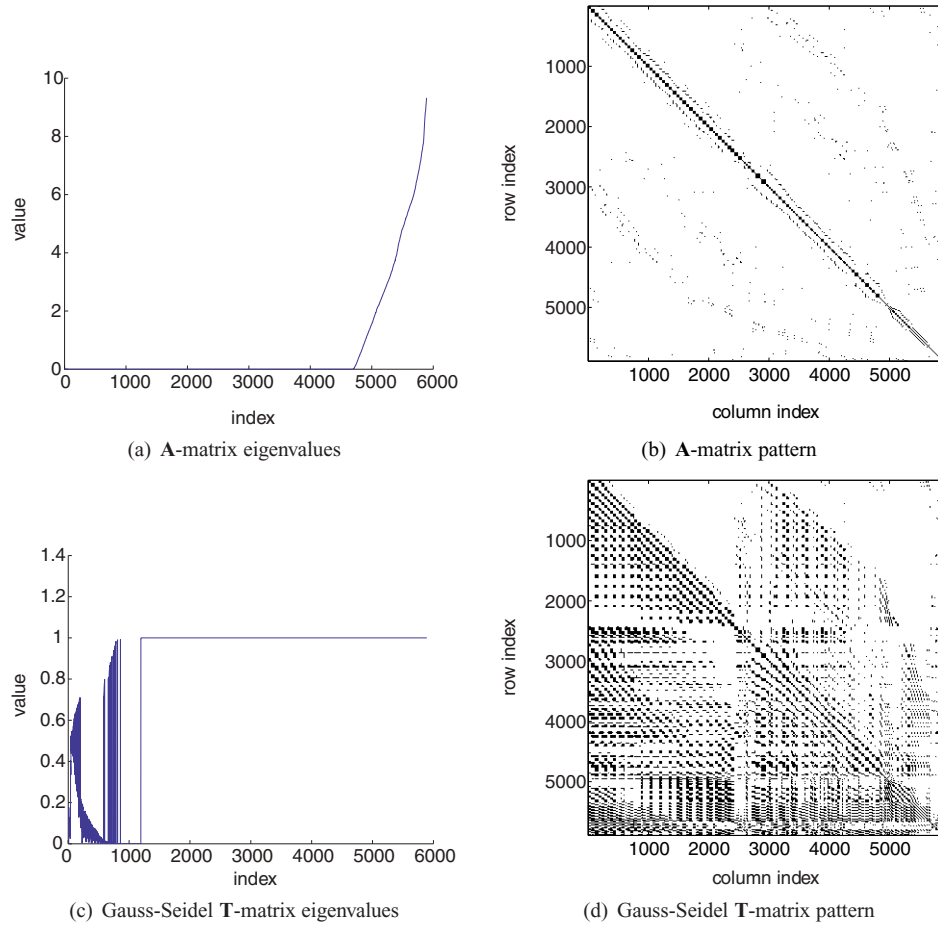 10
8
6
4
2
0
value
0 1000 2000 3000 4000 5000 6000
index
(a) A-matrix eigenvalues
1000
2000
3000
4000
5000
row index
1000 2000 3000 4000 5000
column index
(b) A-matrix pattern
1.4
1.2
1
0.8
0.6
0.4
0.2
0
value
0 1000 2000 3000 4000 5000 6000
index
(c) Gauss-Seidel T-matrix eigenvalues
1000
2000
3000
4000
5000
row index
1000 2000 3000 4000 5000
column index
(d) Gauss-Seidel T-matrix pattern